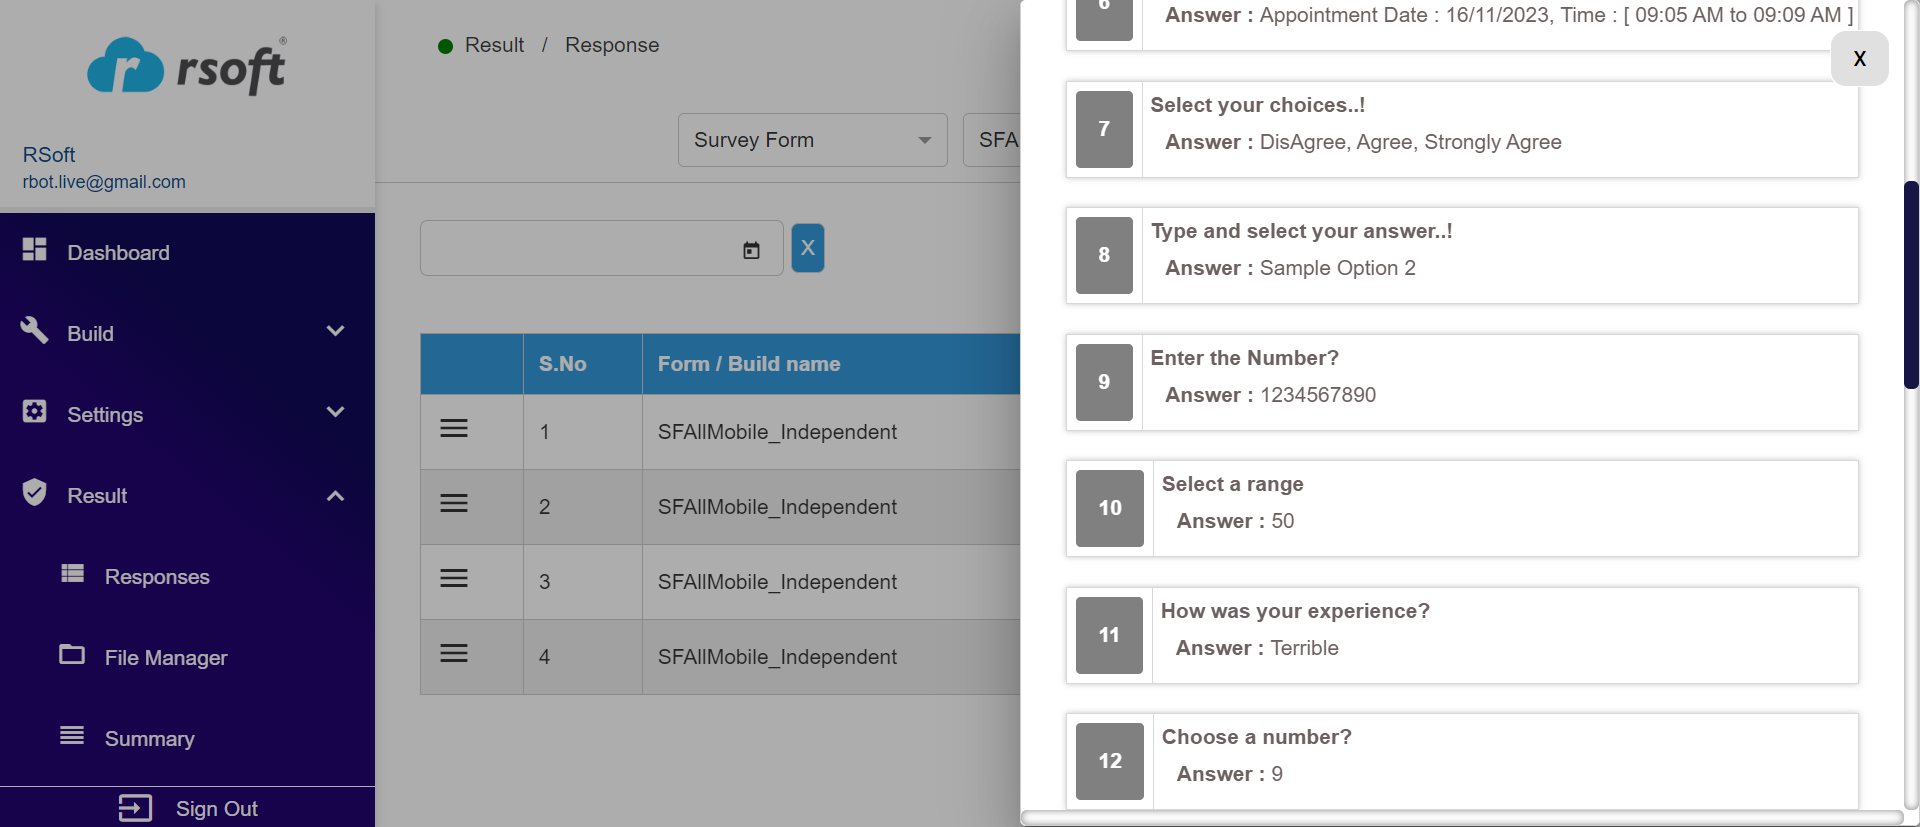 rsoft®
RSoft
rbot.live@gmail.com
Dashboard
Build
Settings
Result
Responses
File Manager
Summary
Sign Out
Result / Response
Survey Form
SFA
X
S.No Form / Build name
1 SFAllMobile_Independent
2 SFAllMobile_Independent
3 SFAllMobile_Independent
4 SFAllMobile_Independent
X
6
Answer : Appointment Date : 16/11/2023, Time : [ 09:05 AM to 09:09 AM ]
7
Select your choices..!
Answer : DisAgree, Agree, Strongly Agree
8
Type and select your answer..!
Answer : Sample Option 2
9
Enter the Number?
Answer : 1234567890
10
Select a range
Answer : 50
11
How was your experience?
Answer : Terrible
12
Choose a number?
Answer : 9